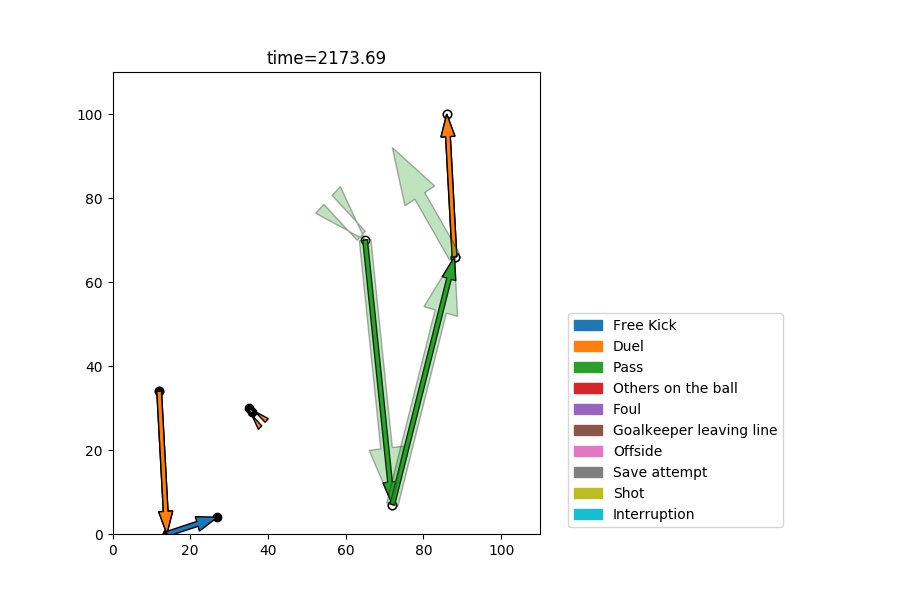 time=2173.69
100
80
60
40
20
0
0 20 40 60 80 100
Free Kick
Duel
Pass
Others on the ball
Foul
Goalkeeper leaving line
Offside
Save attempt
Shot
Interruption